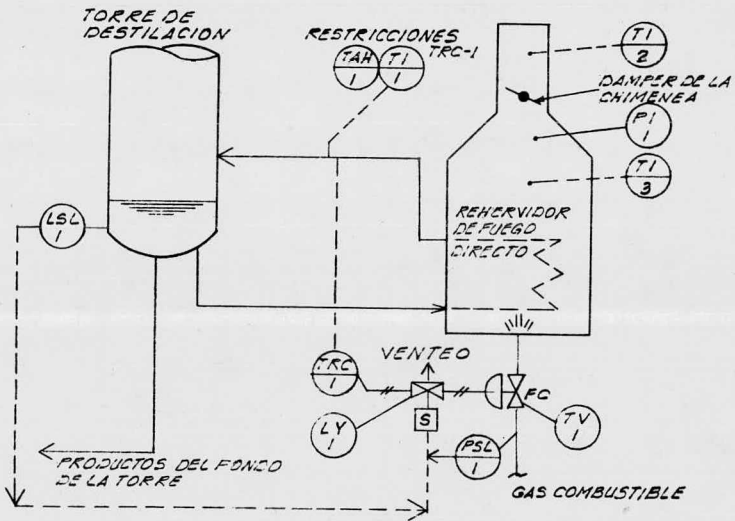 TORRE DE
DESTILACION
RESTRICCIONES
TRC-1
TAH
1
TI
1
TI
2
DAMPER DE LA
CHIMENEA
PI
1
TI
3
LSL
1
REHERVIDOR
DE FUEGO
DIRECTO
VENTEO
TRC
1
FC
S
LY
1
TV
1
PSL
1
PRODUCTOS DEL FONDO
DE LA TORRE
GAS COMBUSTIBLE